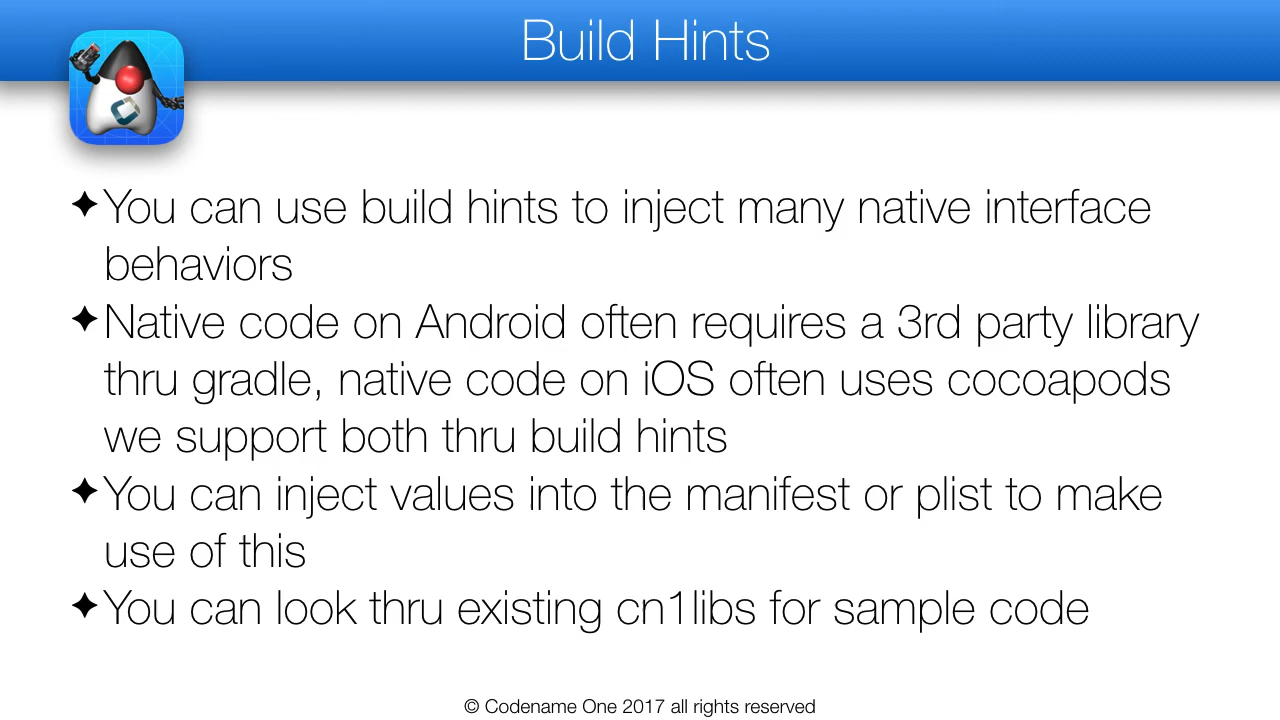 Build Hints
✦You can use build hints to inject many native interface
behaviors
✦Native code on Android often requires a 3rd party library
thru gradle, native code on iOS often uses cocoapods
we support both thru build hints
✦You can inject values into the manifest or plist to make
use of this
✦You can look thru existing cn1libs for sample code
© Codename One 2017 all rights reserved